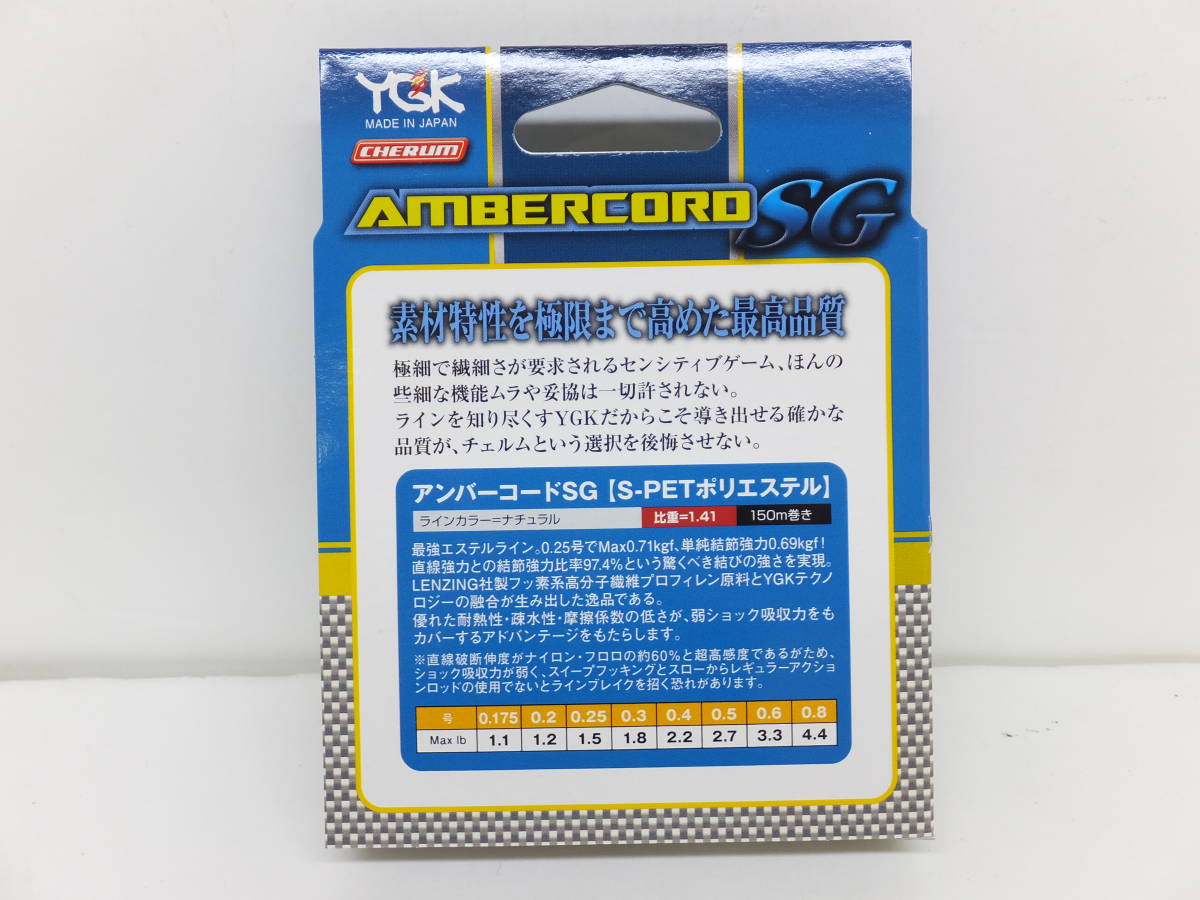 YGK
MADE IN JAPAN
CHERUM
AMBERCORD SG
素材特性を極限まで高めた最高品質
極細で繊細さが要求されるセンシティブゲーム、ほんの
些細な機能ムラや妥協は一切許されない。
ラインを知り尽くすYGKだからこそ導き出せる確かな
品質が、チェルムという選択を後悔させない。
アンバーコードSG【S-PETポリエステル】
ラインカラー=ナチュラル 比重=1.41 150m巻き
最強エステルライン。0.25号でMax0.71kgf、単純結節強力0.69kgf!
直線強力との結節強力比率97.4%という驚くべき結びの強さを実現。
LENZING社製フッ素系高分子繊維プロフィレン原料とYGKテクノ
ロジーの融合が生み出した逸品である。
優れた耐熱性・疎水性・摩擦係数の低さが、弱ショック吸収力をも
カバーするアドバンテージをもたらします。
※直線破断伸度がナイロン・フロロの約60%と超高感度であるがため、
ショック吸収力が弱く、スイープフッキングとスローからレギュラーアクショ
ンロッドの使用でないとラインブレイクを招く恐れがあります。
号 0.175 0.2 0.25 0.3 0.4 0.5 0.6 0.8
Max lb 1.1 1.2 1.5 1.8 2.2 2.7 3.3 4.4